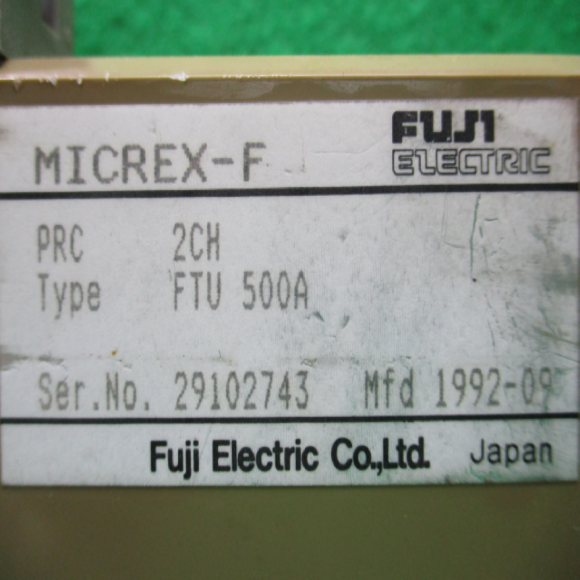 MICREX-F FUJI
ELECTRIC
PRC 2CH
Type FTU 500A
Ser.No. 29102743 Mfd 1992-09
Fuji Electric Co.,Ltd. Japan